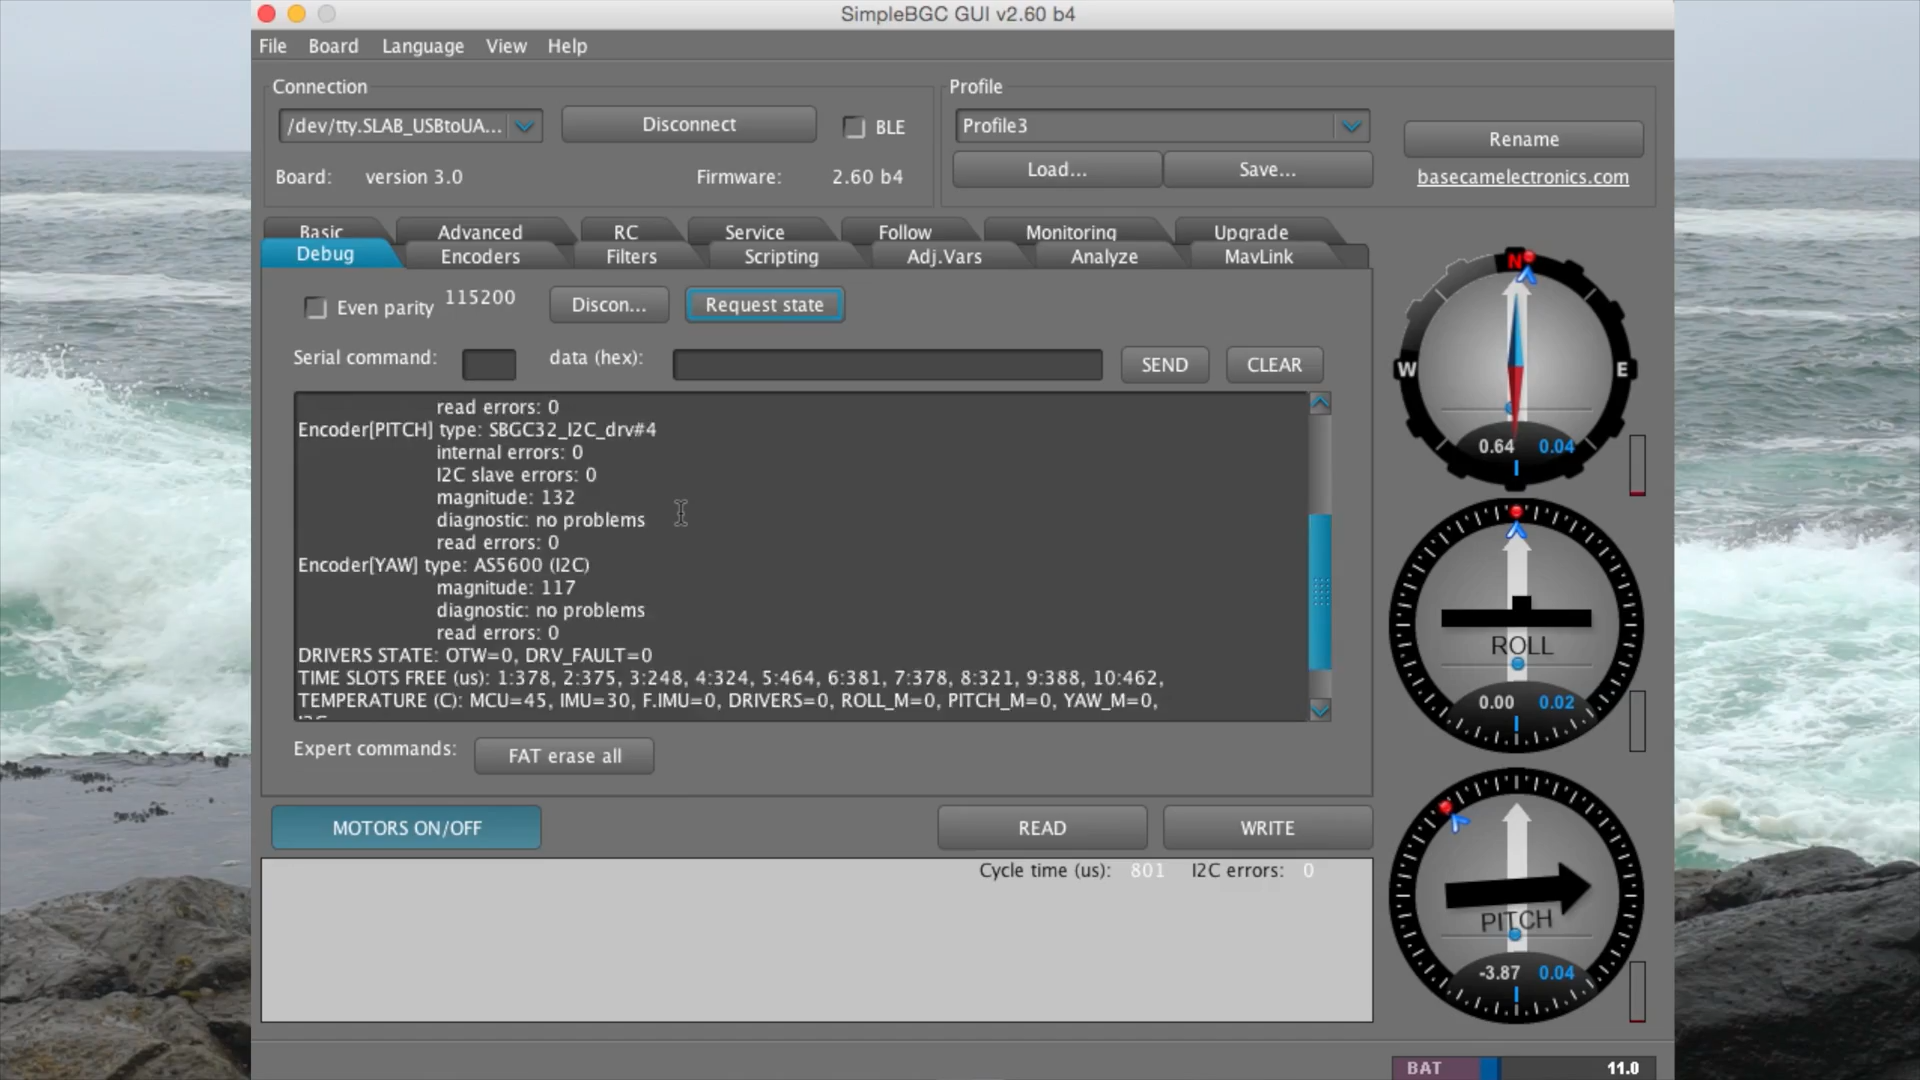 SimpleBGC GUI v2.60 b4
File Board Language View Help
Connection
/dev/tty.SLAB_USBtoUA...
Disconnect
BLE
Board: version 3.0
Firmware: 2.60 b4
Profile
Profile3
Load...
Save...
Rename
basecamelectronics.com
Basic Advanced RC Service Follow Monitoring Upgrade
Debug Encoders Filters Scripting Adj.Vars Analyze MavLink
Even parity 115200 Discon... Request state
Serial command: data (hex): SEND CLEAR
read errors: 0
Encoder[PITCH] type: SBGC32_I2C_drv#4
internal errors: 0
I2C slave errors: 0
magnitude: 132
diagnostic: no problems
read errors: 0
Encoder[YAW] type: AS5600 (I2C)
magnitude: 117
diagnostic: no problems
read errors: 0
DRIVERS STATE: OTW=0, DRV_FAULT=0
TIME SLOTS FREE (us): 1:378, 2:375, 3:248, 4:324, 5:464, 6:381, 7:378, 8:321, 9:388, 10:462,
TEMPERATURE (C): MCU=45, IMU=30, F.IMU=0, DRIVERS=0, ROLL_M=0, PITCH_M=0, YAW_M=0,
Expert commands: FAT erase all
MOTORS ON/OFF
READ
WRITE
Cycle time (us): 801 I2C errors: 0
N
W E
0.64 0.04
ROLL
0.00 0.02
PITCH
-3.87 0.04
BAT 11.0